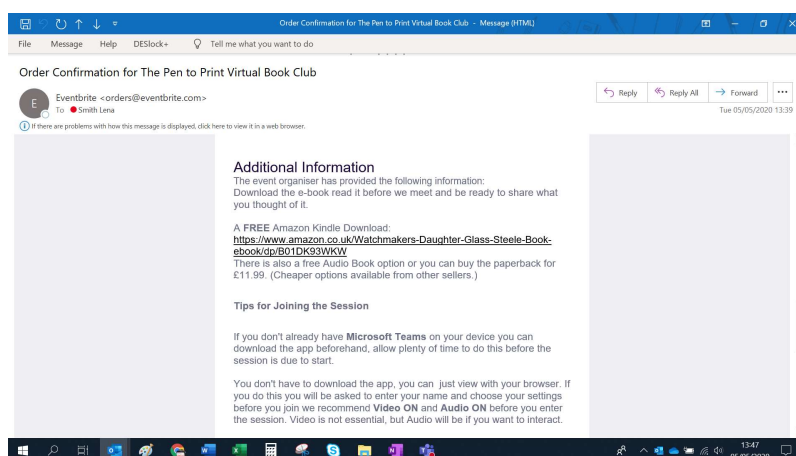 Order Confirmation for The Pen to Print Virtual Book Club - Message (HTML)
File Message Help DESlock+ Tell me what you want to do
Order Confirmation for The Pen to Print Virtual Book Club
E
Eventbrite <orders@eventbrite.com>
To Smith Lena
Reply Reply All Forward
Tue 05/05/2020 13:39
If there are problems with how this message is displayed, click here to view it in a web browser.
Additional Information
The event organiser has provided the following information:
Download the e-book read it before we meet and be ready to share what
you thought of it.
A FREE Amazon Kindle Download:
https://www.amazon.co.uk/Watchmakers-Daughter-Glass-Steele-Book-
ebook/dp/B01DK93WKW
There is also a free Audio Book option or you can buy the paperback for
£11.99. (Cheaper options available from other sellers.)
Tips for Joining the Session
If you don't already have Microsoft Teams on your device you can
download the app beforehand, allow plenty of time to do this before the
session is due to start.
You don't have to download the app, you can just view with your browser. If
you do this you will be asked to enter your name and choose your settings
before you join we recommend Video ON and Audio ON before you enter
the session. Video is not essential, but Audio will be if you want to interact.
13:47
05/05/2020